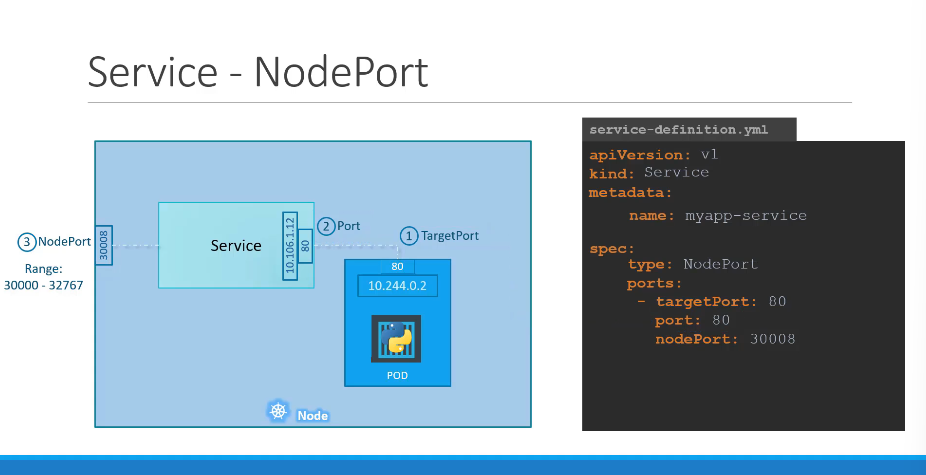 Service - NodePort
3 NodePort
Range:
30000 - 32767
30008
Service
10.106.1.12
80
2 Port
1 TargetPort
80
10.244.0.2
POD
Node
service-definition.yml
apiVersion: v1
kind: Service
metadata:
name: myapp-service
spec:
type: NodePort
ports:
- targetPort: 80
port: 80
nodePort: 30008